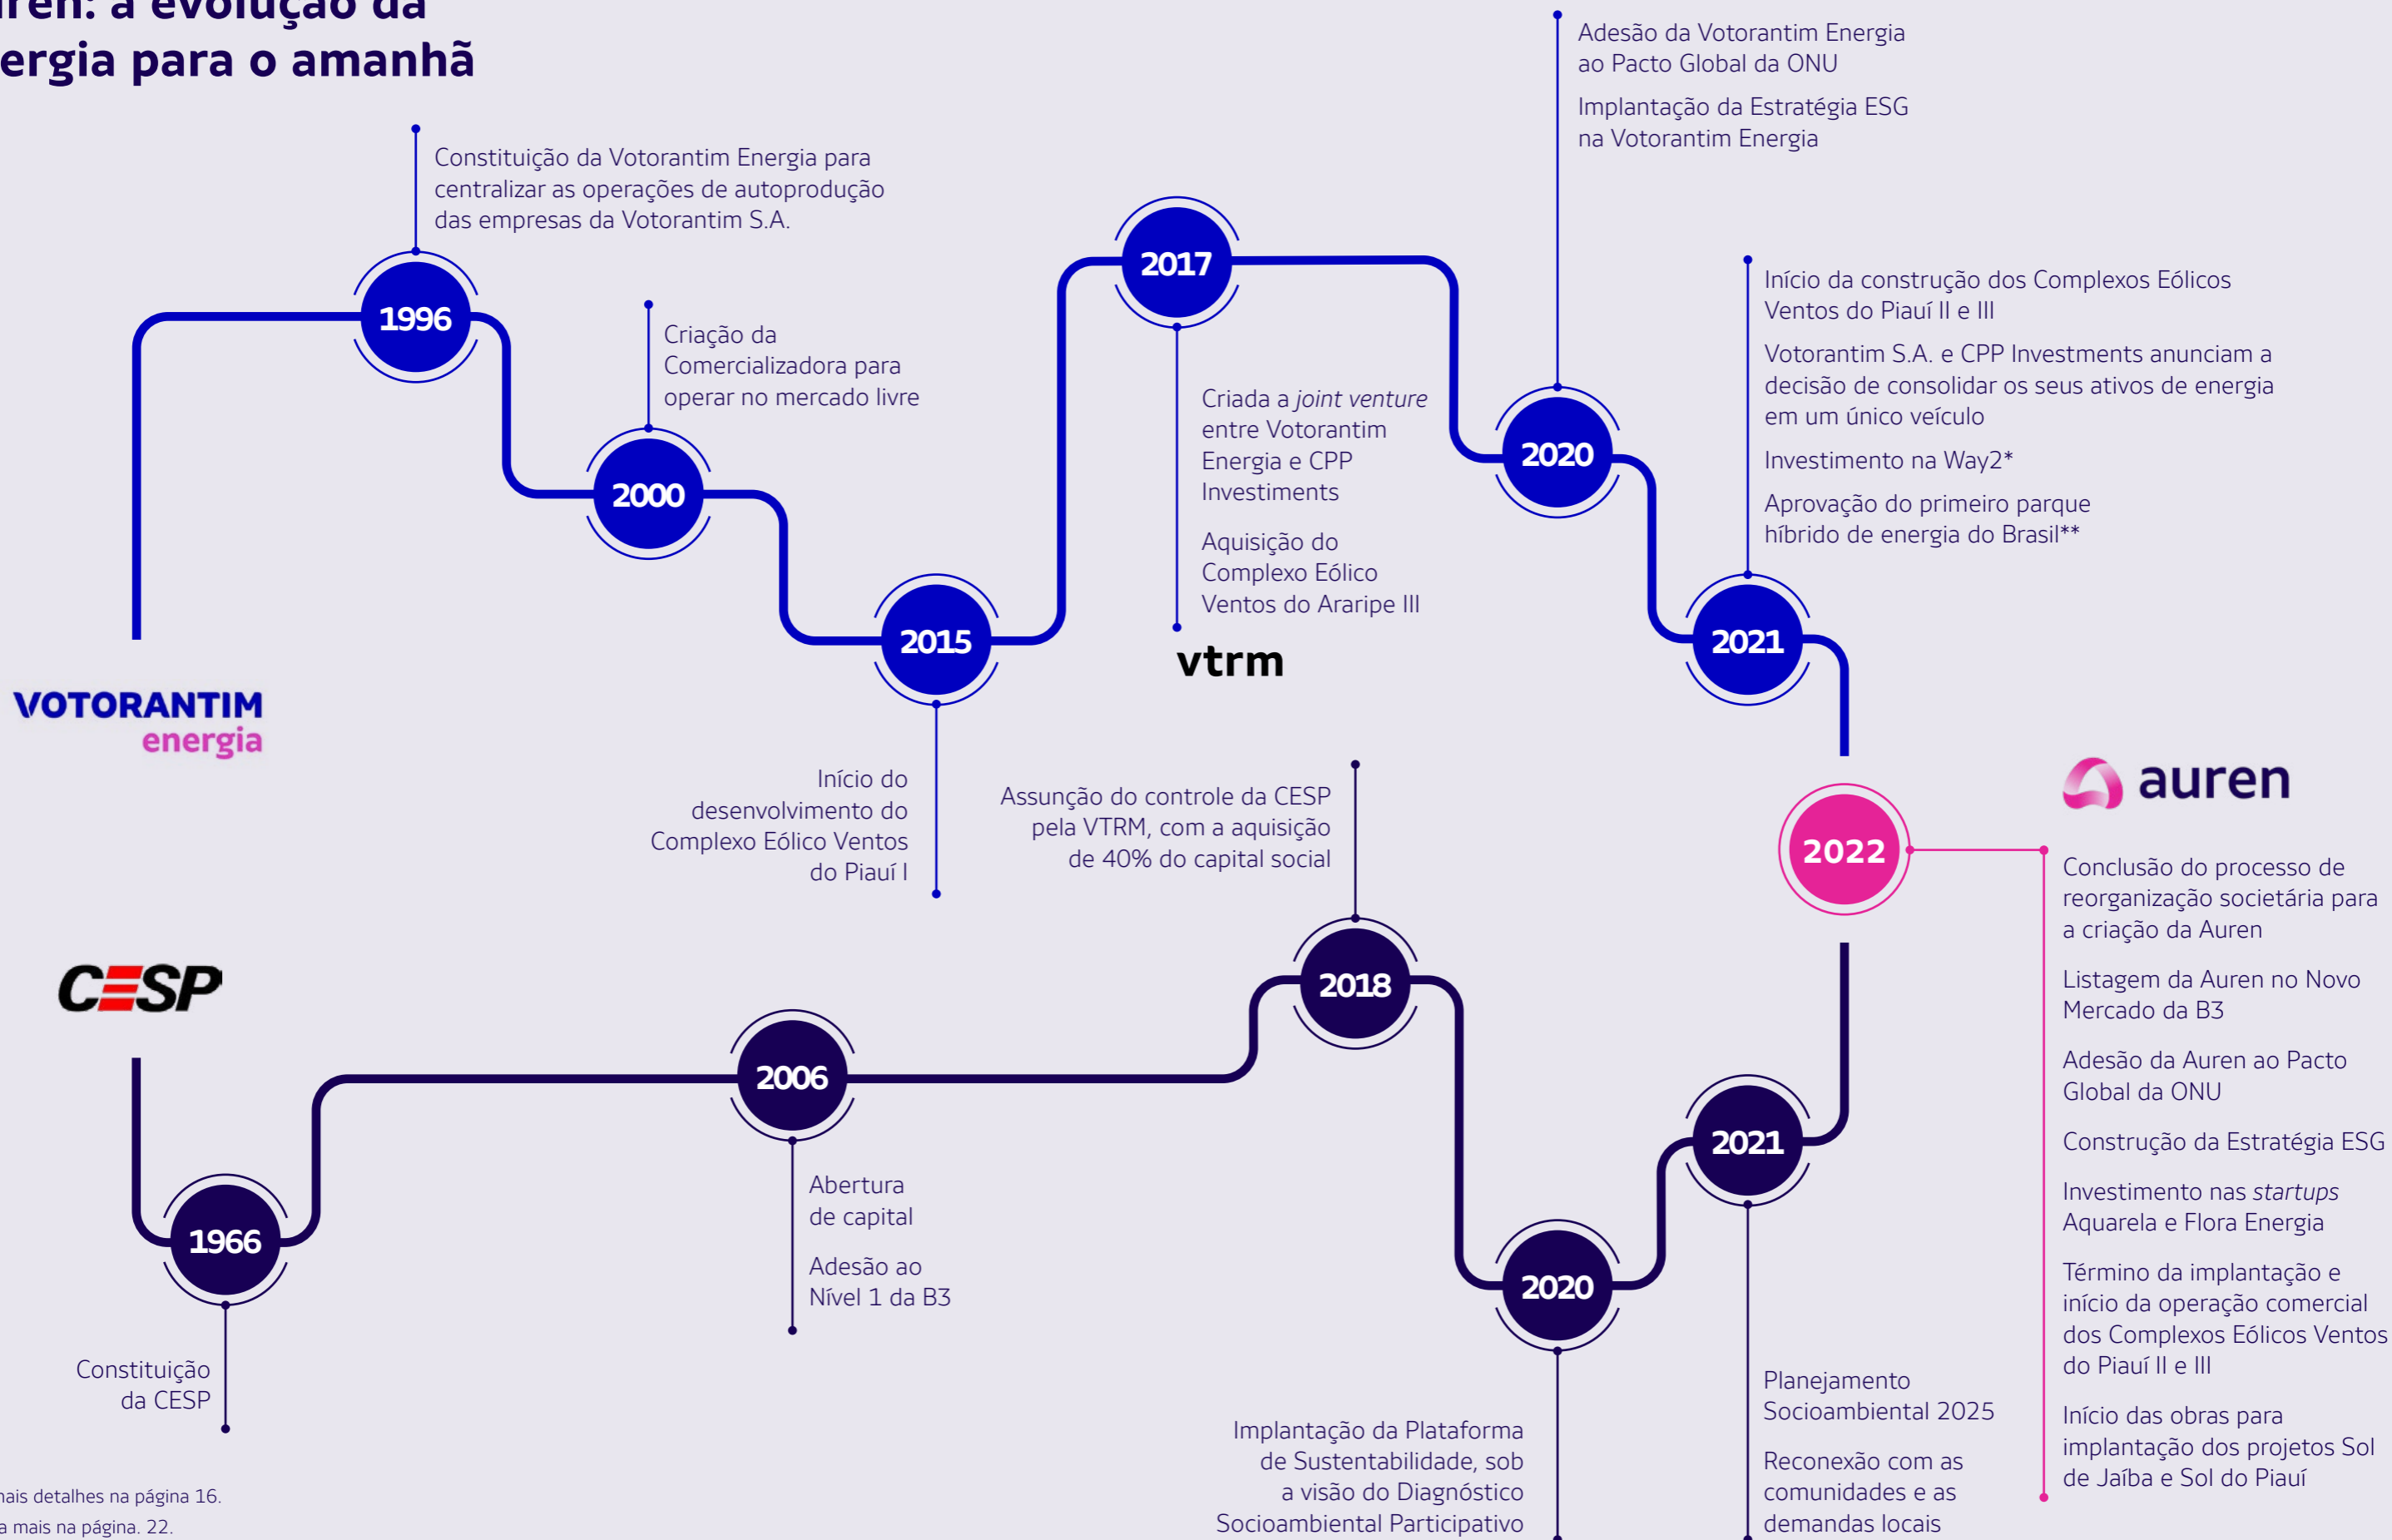 uren: a evolução da
ergia para o amanhã
Adesão da Votorantim Energia
ao Pacto Global da ONU
Implantação da Estratégia ESG
na Votorantim Energia
Constituição da Votorantim Energia para
centralizar as operações de autoprodução
das empresas da Votorantim S.A.
1996
Criação da
Comercializadora para
operar no mercado livre
2000
2015
Início do
desenvolvimento do
Complexo Eólico Ventos
do Piauí I
2017
Criada a joint venture
entre Votorantim
Energia e CPP
Investiments
Aquisição do
Complexo Eólico
Ventos do Araripe III
vtrm
2020
Início da construção dos Complexos Eólicos
Ventos do Piauí II e III
Votorantim S.A. e CPP Investments anunciam a
decisão de consolidar os seus ativos de energia
em um único veículo
Investimento na Way2*
Aprovação do primeiro parque
híbrido de energia do Brasil**
2021
VOTORANTIM
energia
CESP
1966
Constituição
da CESP
2006
Abertura
de capital
Adesão ao
Nível 1 da B3
Assunção do controle da CESP
pela VTRM, com a aquisição
de 40% do capital social
2018
2020
Implantação da Plataforma
de Sustentabilidade, sob
a visão do Diagnóstico
Socioambiental Participativo
2021
Planejamento
Socioambiental 2025
Reconexão com as
comunidades e as
demandas locais
2022
auren
Conclusão do processo de
reorganização societária para
a criação da Auren
Listagem da Auren no Novo
Mercado da B3
Adesão da Auren ao Pacto
Global da ONU
Construção da Estratégia ESG
Investimento nas startups
Aquarela e Flora Energia
Término da implantação e
início da operação comercial
dos Complexos Eólicos Ventos
do Piauí II e III
Início das obras para
implantação dos projetos Sol
de Jaíba e Sol do Piauí
mais detalhes na página 16.
a mais na página. 22.